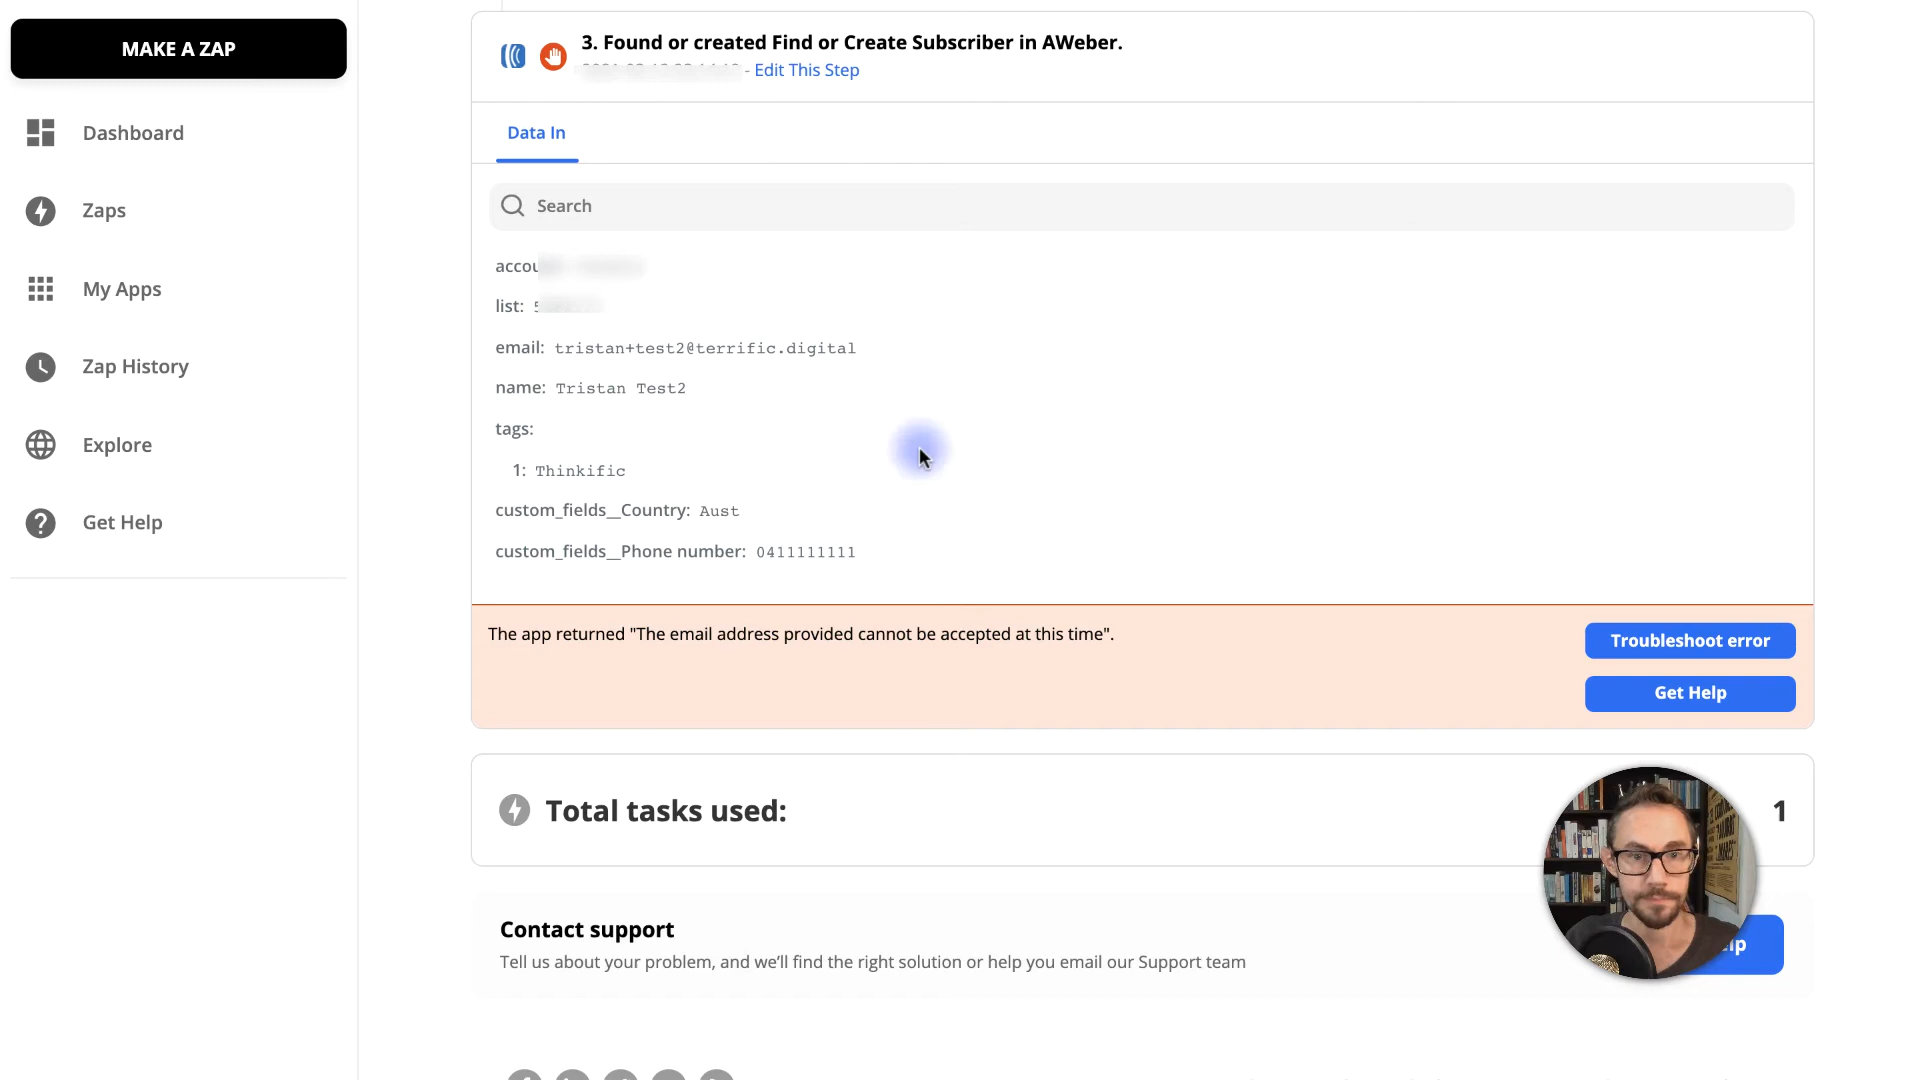 MAKE A ZAP
Dashboard
Zaps
My Apps
Zap History
Explore
Get Help
3. Found or created Find or Create Subscriber in AWeber.
- Edit This Step
Data In
Search
list:
email: tristan+test2@terrific.digital
name: Tristan Test2
tags:
1: Thinkific
custom_fields__Country: Aust
custom_fields__Phone number: 0411111111
The app returned "The email address provided cannot be accepted at this time".
Troubleshoot error
Get Help
Total tasks used:
1
Contact support
Tell us about your problem, and we'll find the right solution or help you email our Support team